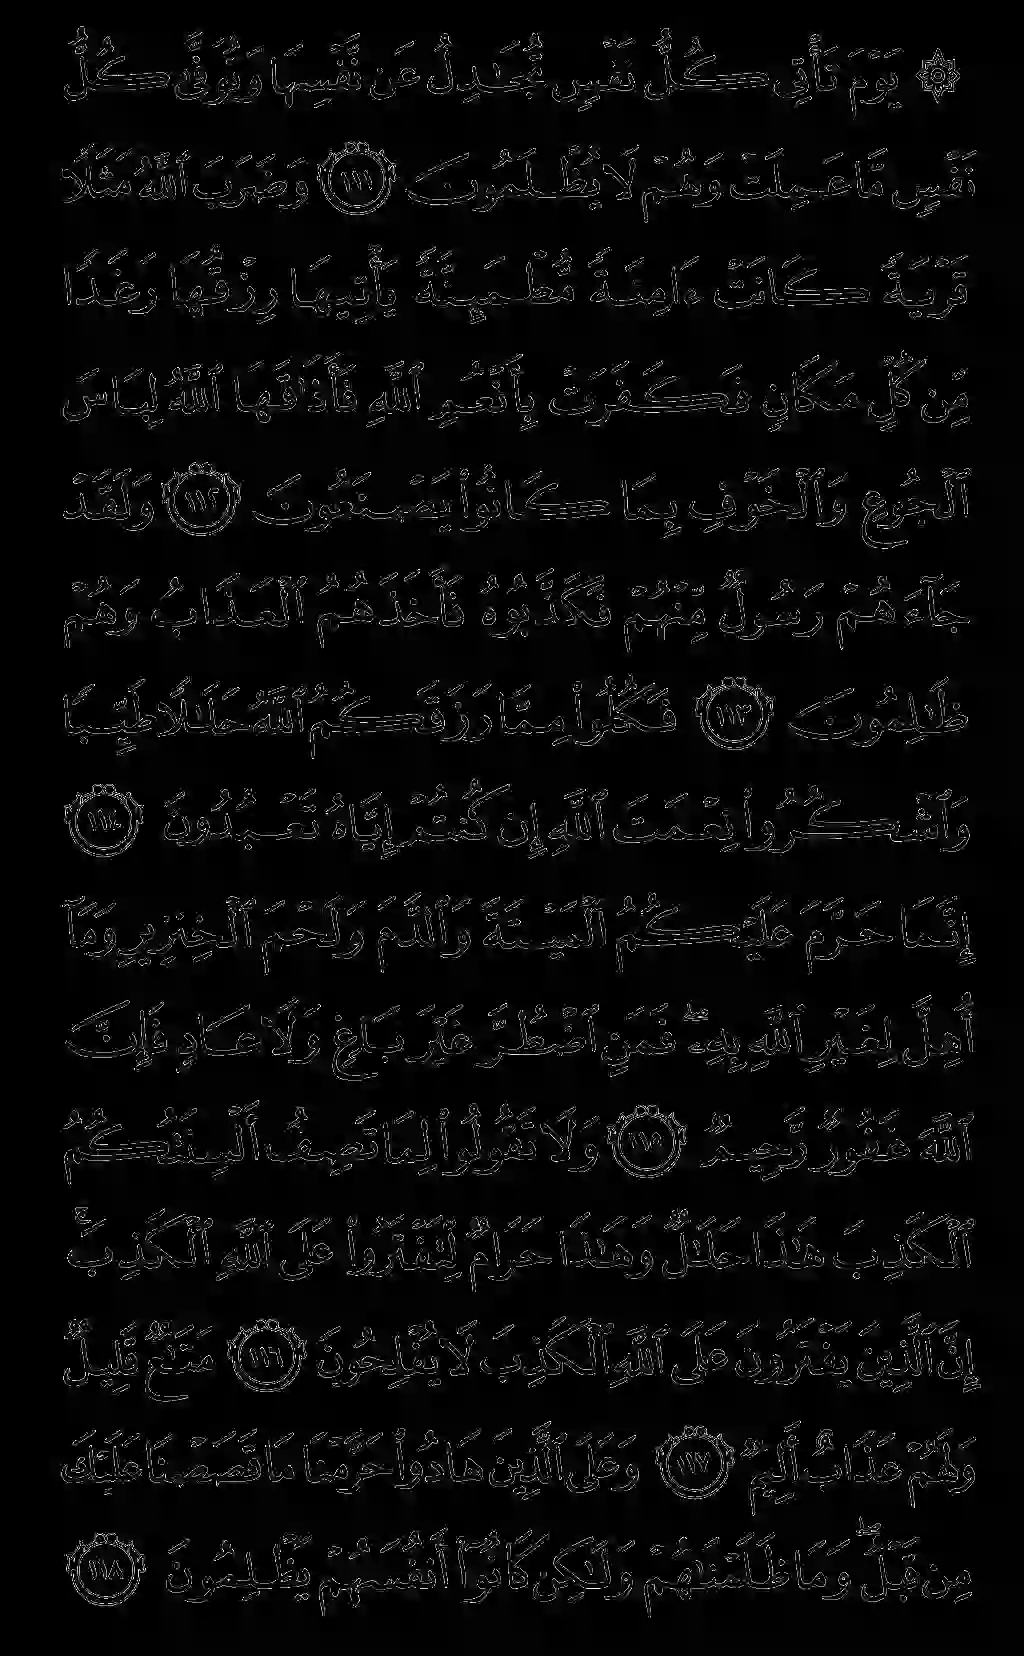 ۞ يَوْمَ تَأْتِى كُلُّ نَفْسٍ تُجَـٰدِلُ عَن نَّفْسِهَا وَتُوَفَّىٰ كُلُّ
نَفْسٍ مَّا عَمِلَتْ وَهُمْ لَا يُظْلَمُونَ ١١١ وَضَرَبَ ٱللَّهُ مَثَلًا
قَرْيَةً كَانَتْ ءَامِنَةً مُّطْمَئِنَّةً يَأْتِيهَا رِزْقُهَا رَغَدًا
مِّن كُلِّ مَكَانٍ فَكَفَرَتْ بِأَنْعُمِ ٱللَّهِ فَأَذَٰقَهَا ٱللَّهُ لِبَاسَ
ٱلْجُوعِ وَٱلْخَوْفِ بِمَا كَانُوا۟ يَصْنَعُونَ ١١٢ وَلَقَدْ
جَآءَهُمْ رَسُولٌ مِّنْهُمْ فَكَذَّبُوهُ فَأَخَذَهُمُ ٱلْعَذَابُ وَهُمْ
ظَـٰلِمُونَ ١١٣ فَكُلُوا۟ مِمَّا رَزَقَكُمُ ٱللَّهُ حَلَـٰلًا طَيِّبًا
وَٱشْكُرُوا۟ نِعْمَتَ ٱللَّهِ إِن كُنتُمْ إِيَّاهُ تَعْبُدُونَ ١١٤
إِنَّمَا حَرَّمَ عَلَيْكُمُ ٱلْمَيْتَةَ وَٱلدَّمَ وَلَحْمَ ٱلْخِنزِيرِ وَمَآ
أُهِلَّ لِغَيْرِ ٱللَّهِ بِهِۦ ۖ فَمَنِ ٱضْطُرَّ غَيْرَ بَاغٍ وَلَا عَادٍ فَإِنَّ
ٱللَّهَ غَفُورٌ رَّحِيمٌ ١١٥ وَلَا تَقُولُوا۟ لِمَا تَصِفُ أَلْسِنَتُكُمُ
ٱلْكَذِبَ هَـٰذَا حَلَـٰلٌ وَهَـٰذَا حَرَامٌ لِّتَفْتَرُوا۟ عَلَى ٱللَّهِ ٱلْكَذِبَ ۚ
إِنَّ ٱلَّذِينَ يَفْتَرُونَ عَلَى ٱللَّهِ ٱلْكَذِبَ لَا يُفْلِحُونَ ١١٦ مَتَـٰعٌ قَلِيلٌ
وَلَهُمْ عَذَابٌ أَلِيمٌ ١١٧ وَعَلَى ٱلَّذِينَ هَادُوا۟ حَرَّمْنَا مَا قَصَصْنَا عَلَيْكَ
مِن قَبْلُ ۖ وَمَا ظَلَمْنَـٰهُمْ وَلَـٰكِن كَانُوٓا۟ أَنفُسَهُمْ يَظْلِمُونَ ١١٨